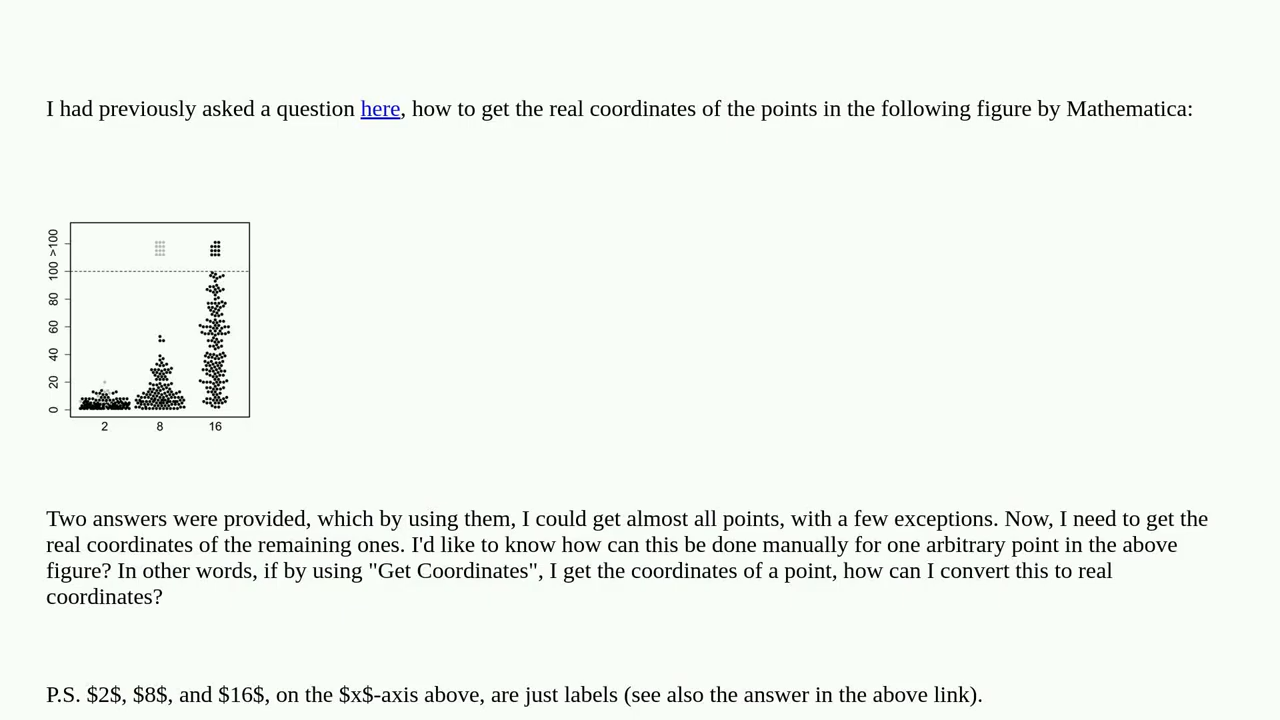 I had previously asked a question here, how to get the real coordinates of the points in the following figure by Mathematica:
>100
100
80
60
40
20
0
2 8 16
Two answers were provided, which by using them, I could get almost all points, with a few exceptions. Now, I need to get the
real coordinates of the remaining ones. I'd like to know how can this be done manually for one arbitrary point in the above
figure? In other words, if by using "Get Coordinates", I get the coordinates of a point, how can I convert this to real
coordinates?
P.S. $2$, $8$, and $16$, on the $x$-axis above, are just labels (see also the answer in the above link).